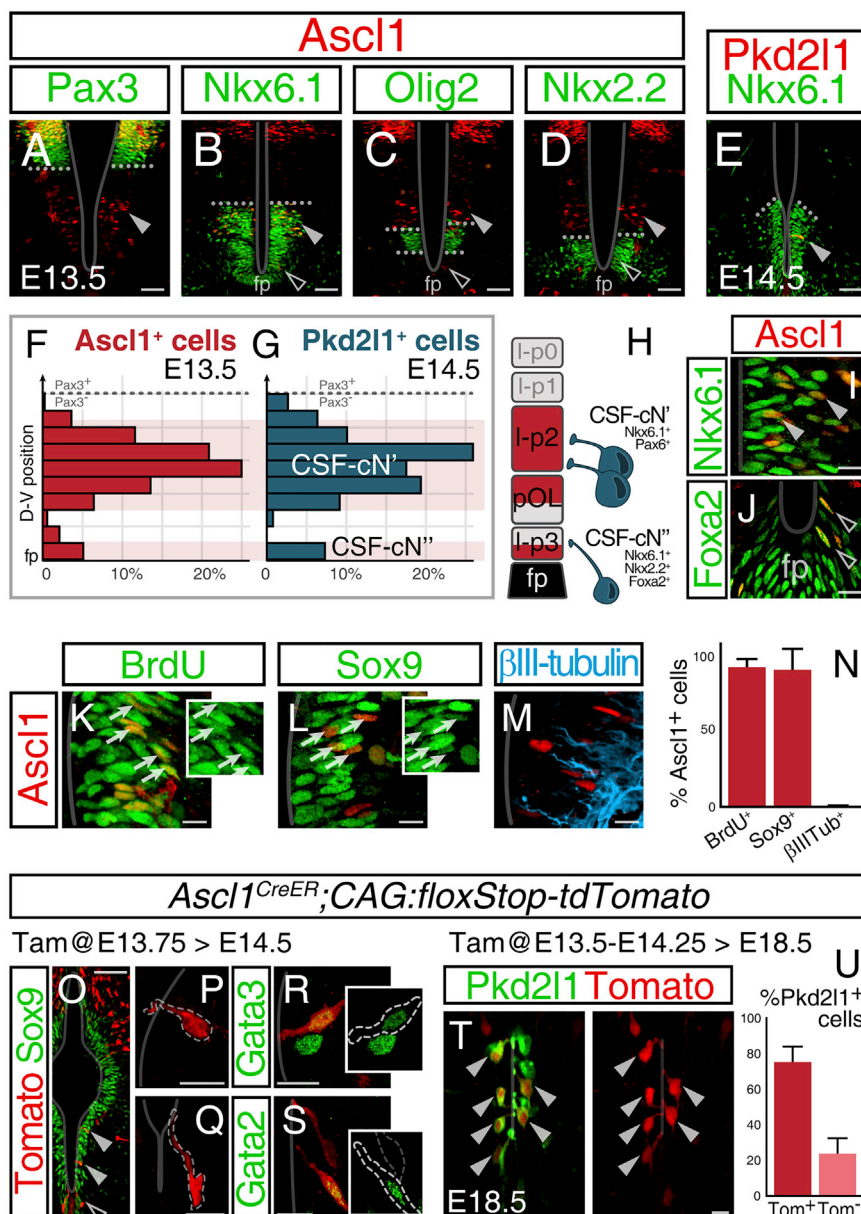 Ascl1
Pkd2l1
Nkx6.1
Pax3
Nkx6.1
Olig2
Nkx2.2
A
B
C
D
E
E13.5
fp
fp
fp
E14.5
F
Ascl1+ cells
E13.5
G
Pkd2l1+ cells
E14.5
Pax3+
Pax3-
Pax3+
Pax3-
D-V position
fp
CSF-cN'
CSF-cN''
10%
20%
10%
20%
H
l-p0
l-p1
l-p2
pOL
l-p3
fp
CSF-cN'
Nkx6.1+
Pax6+
CSF-cN''
Nkx6.1+
Nkx2.2+
Foxa2+
Ascl1
Nkx6.1
I
Foxa2
J
fp
BrdU
Sox9
βIII-tubulin
Ascl1
K
L
M
N
% Ascl1+ cells
100
50
0
BrdU+
Sox9+
βIIITub+
Ascl1CreER;CAG:floxStop-tdTomato
Tam@E13.75 > E14.5
Tam@E13.5-E14.25 > E18.5
Tomato Sox9
O
P
Q
Gata3
R
Gata2
S
Pkd2l1 Tomato
T
E18.5
U
%Pkd2l1+
cells
100
80
60
40
20
0
Tom+
Tom-